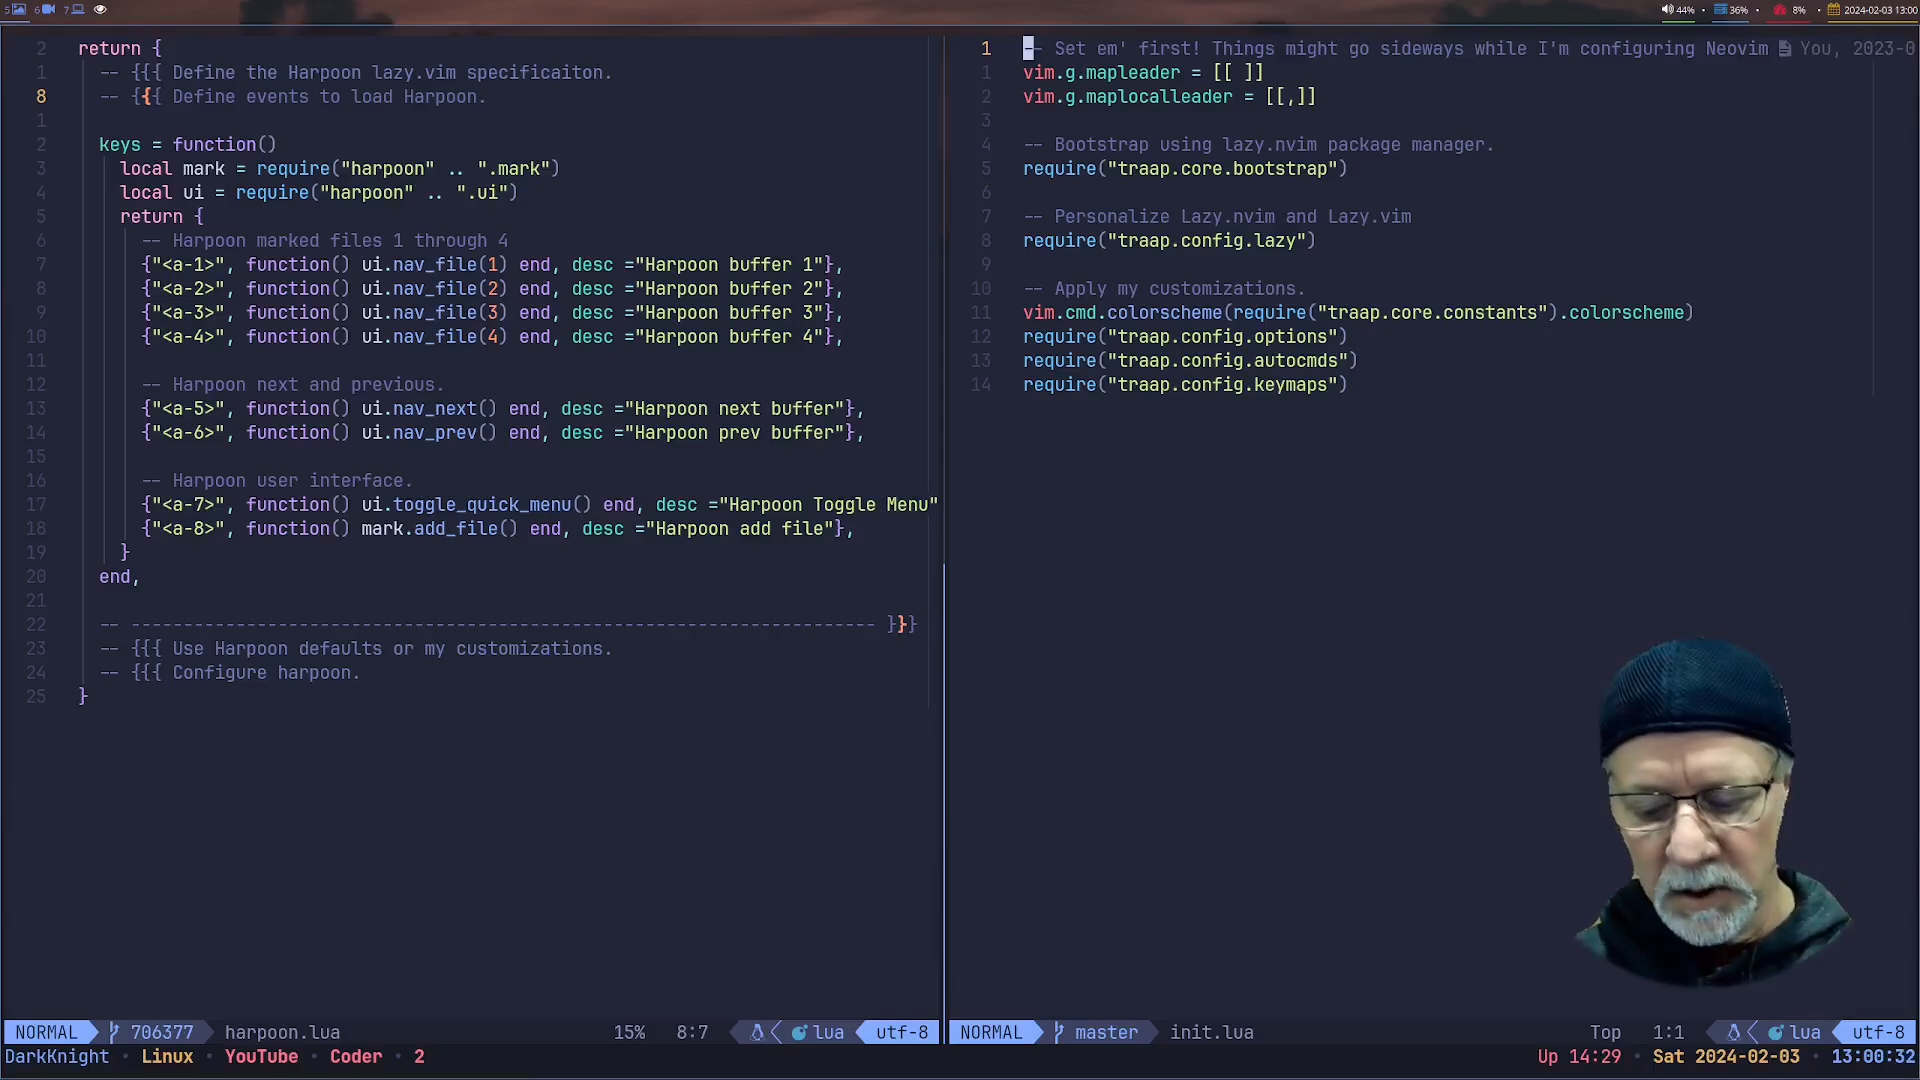 5 6 7
44% · 36% · 8% · 2024-02-03 13:00
2 return {
1 -- {{{ Define the Harpoon lazy.vim specificaiton.
8 -- {{{ Define events to load Harpoon.
1
2 keys = function()
3 local mark = require("harpoon" .. ".mark")
4 local ui = require("harpoon" .. ".ui")
5 return {
6 -- Harpoon marked files 1 through 4
7 {"<a-1>", function() ui.nav_file(1) end, desc ="Harpoon buffer 1"},
8 {"<a-2>", function() ui.nav_file(2) end, desc ="Harpoon buffer 2"},
9 {"<a-3>", function() ui.nav_file(3) end, desc ="Harpoon buffer 3"},
10 {"<a-4>", function() ui.nav_file(4) end, desc ="Harpoon buffer 4"},
11
12 -- Harpoon next and previous.
13 {"<a-5>", function() ui.nav_next() end, desc ="Harpoon next buffer"},
14 {"<a-6>", function() ui.nav_prev() end, desc ="Harpoon prev buffer"},
15
16 -- Harpoon user interface.
17 {"<a-7>", function() ui.toggle_quick_menu() end, desc ="Harpoon Toggle Menu"
18 {"<a-8>", function() mark.add_file() end, desc ="Harpoon add file"},
19 }
20 end,
21
22 -- ----------------------------------------------------------------------- }}}
23 -- {{{ Use Harpoon defaults or my customizations.
24 -- {{{ Configure harpoon.
25 }
1 -- Set em' first! Things might go sideways while I'm configuring Neovim You, 2023-0
1 vim.g.mapleader = [[ ]]
2 vim.g.maplocalleader = [[,]]
3
4 -- Bootstrap using lazy.nvim package manager.
5 require("traap.core.bootstrap")
6
7 -- Personalize Lazy.nvim and Lazy.vim
8 require("traap.config.lazy")
9
10 -- Apply my customizations.
11 vim.cmd.colorscheme(require("traap.core.constants").colorscheme)
12 require("traap.config.options")
13 require("traap.config.autocmds")
14 require("traap.config.keymaps")
NORMAL 706377 harpoon.lua 15% 8:7 lua utf-8
NORMAL master init.lua Top 1:1 lua utf-8
DarkKnight · Linux · YouTube · Coder · 2
Up 14:29 · Sat 2024-02-03 · 13:00:32